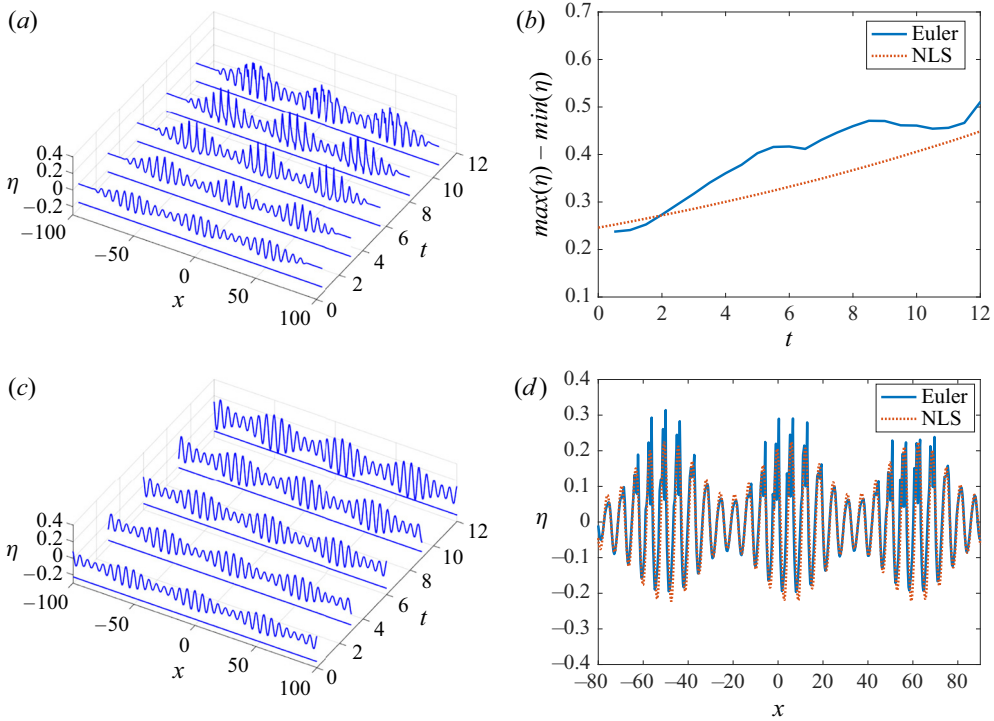 (a)
0.4
0.2
0
−0.2
η
−100
−50
0
50
100
x
0
2
4
6
8
10
12
t
(b)
0.7
0.6
0.5
0.4
0.3
0.2
0.1
max(η) − min(η)
0 2 4 6 8 10 12
t
Euler
NLS
(c)
0.4
0.2
0
−0.2
η
−100
−50
0
50
100
x
0
2
4
6
8
10
12
t
(d)
0.4
0.3
0.2
0.1
0
−0.1
−0.2
−0.3
−0.4
η
−80 −60 −40 −20 0 20 40 60 80
x
Euler
NLS